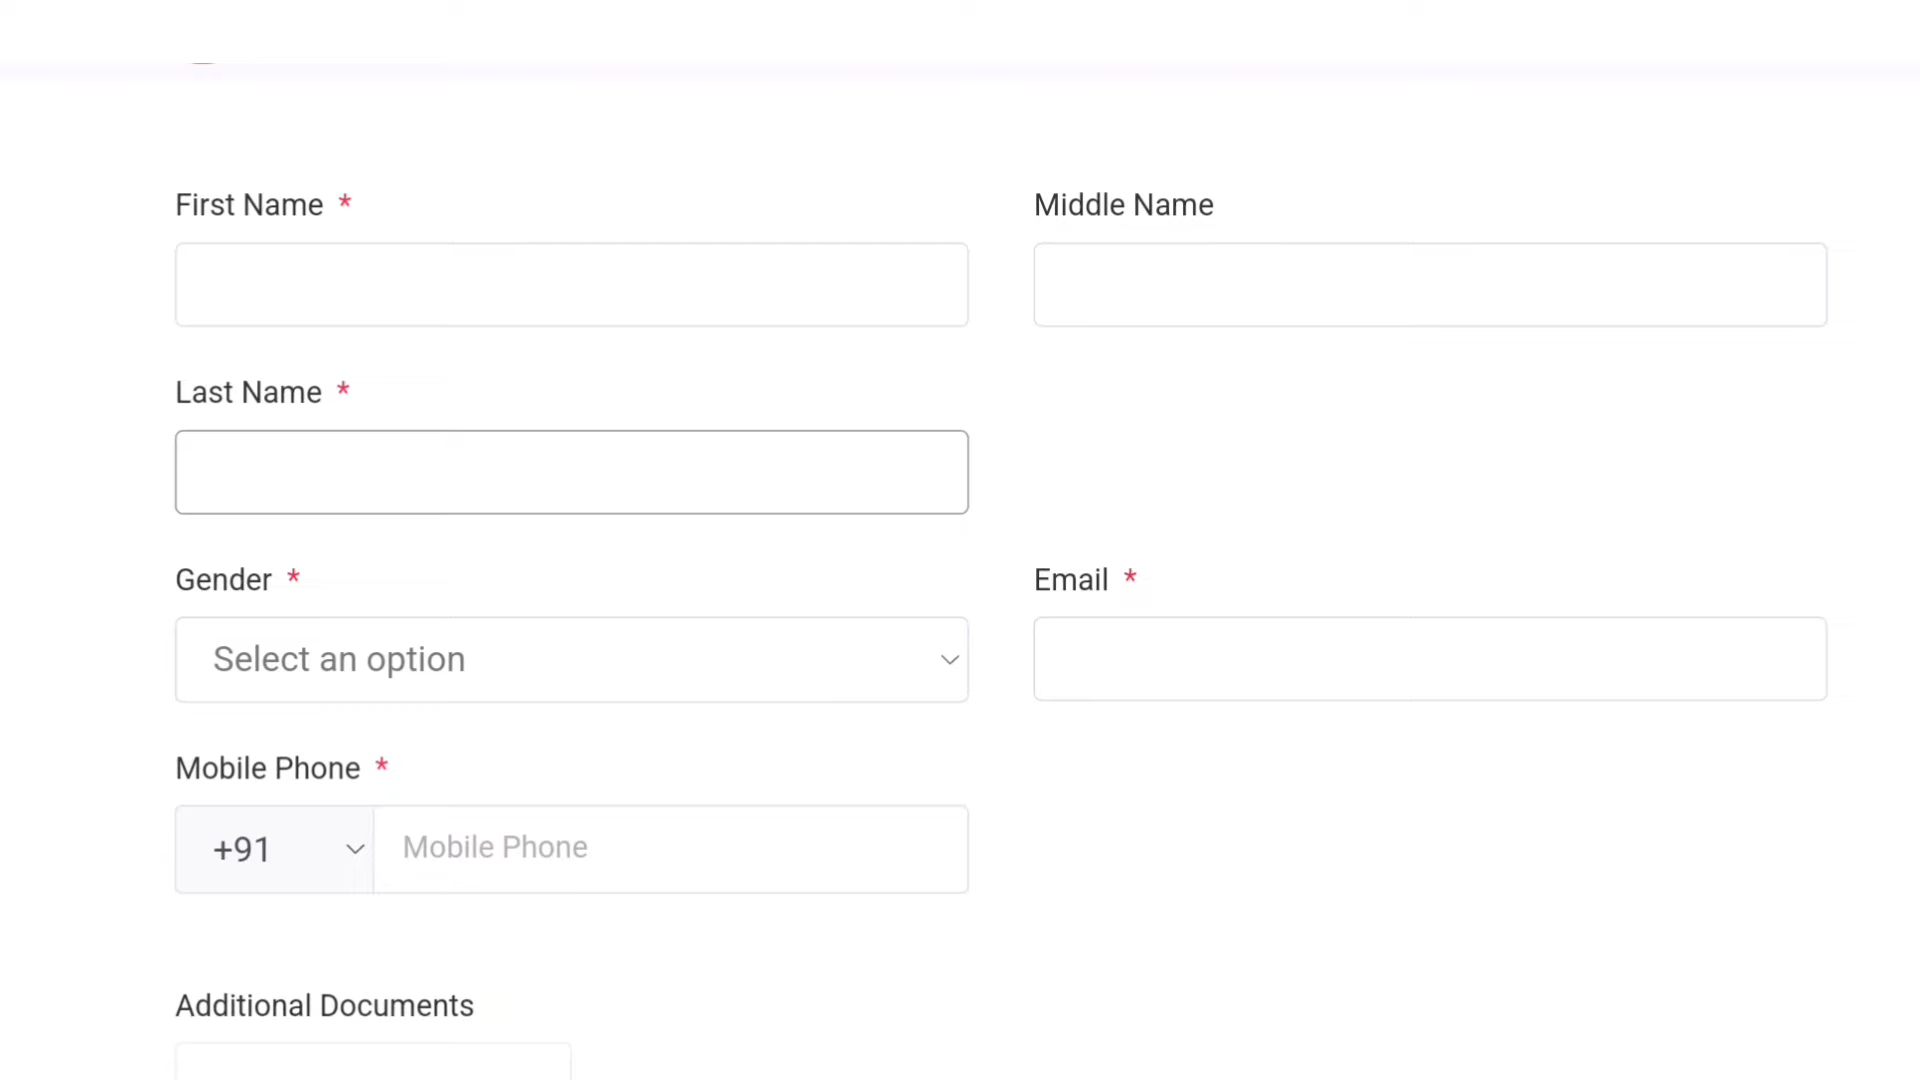 First Name *
Middle Name
Last Name *
Gender *
Email *
Select an option
Mobile Phone *
+91
Mobile Phone
Additional Documents